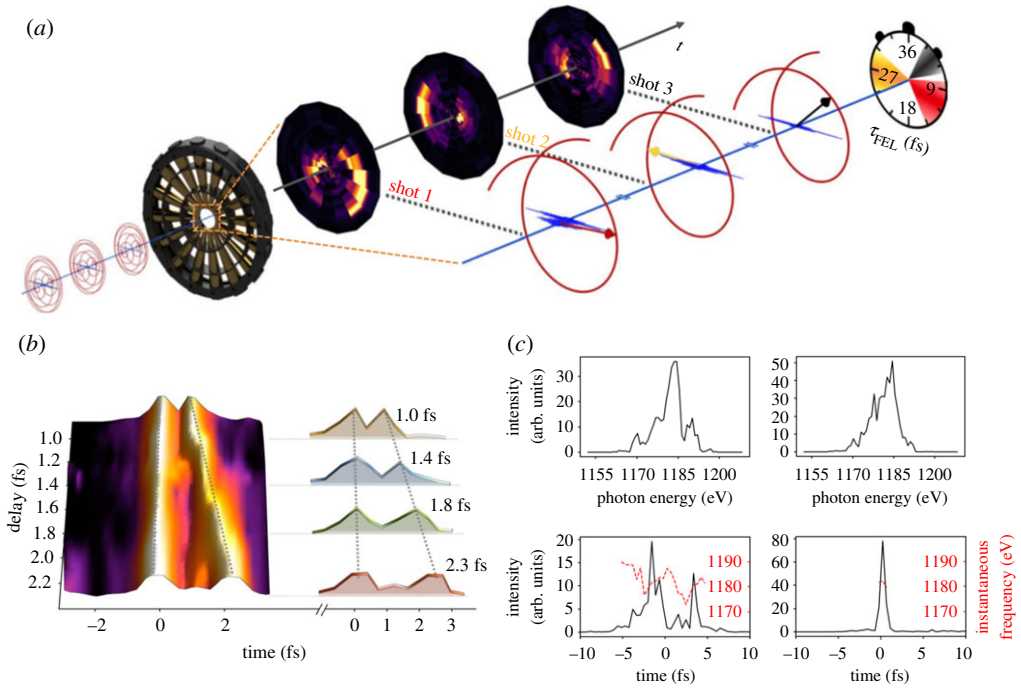 (a)
t
shot 3
shot 2
shot 1
36
27
9
18
τFEL (fs)
(b)
delay (fs)
1.0
1.2
1.4
1.6
1.8
2.0
2.2
−2 0 2
1.0 fs
1.4 fs
1.8 fs
2.3 fs
0 1 2 3
time (fs)
(c)
intensity
(arb. units)
30
20
10
0
1155 1170 1185 1200
photon energy (eV)
50
40
30
20
10
0
1155 1170 1185 1200
photon energy (eV)
intensity
(arb. units)
20
15
10
5
0
1190
1180
1170
−10 −5 0 5 10
time (fs)
80
60
40
20
0
1190
1180
1170
−10 −5 0 5 10
time (fs)
instantaneous
frequency (eV)